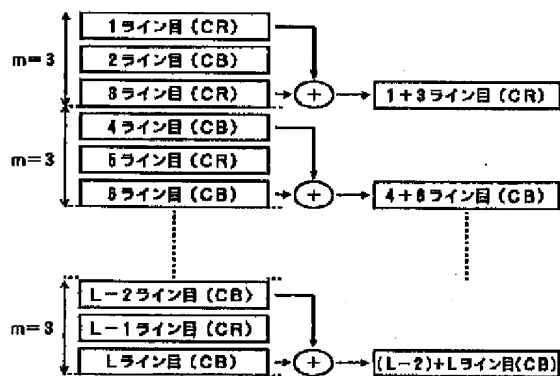 m=3
1ライン目(CR)
2ライン目(CB)
3ライン目(CR)
+
1+3ライン目(CR)
m=3
4ライン目(CB)
5ライン目(CR)
6ライン目(CB)
+
4+6ライン目(CB)
m=3
L-2ライン目(CB)
L-1ライン目(CR)
Lライン目(CB)
+
(L-2)+Lライン目(CB)